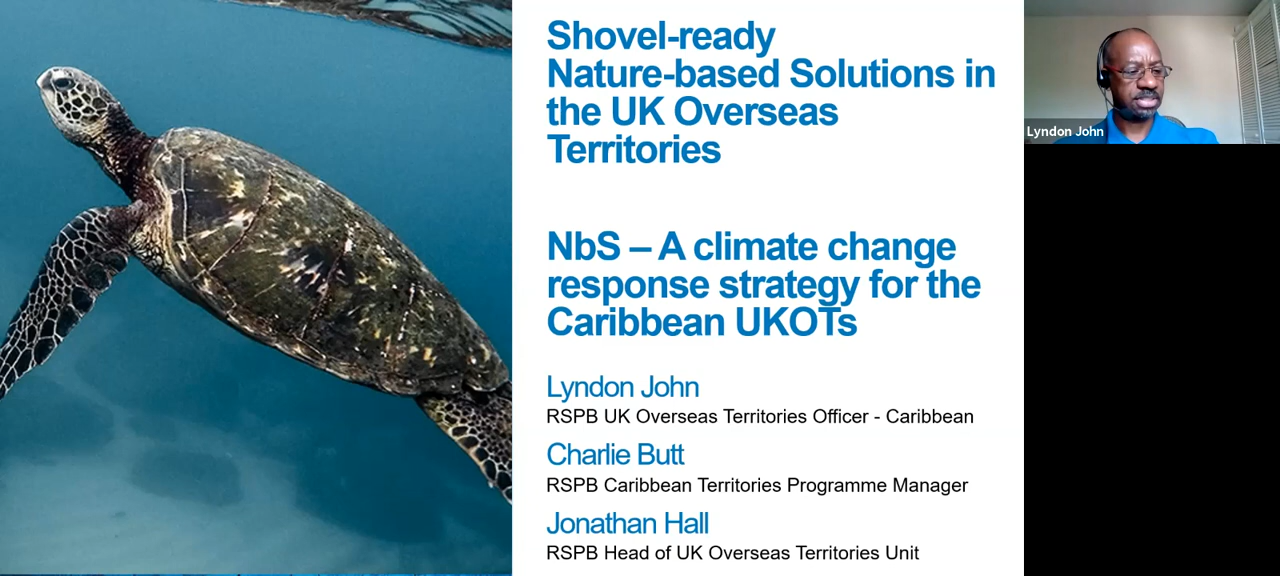 Shovel-ready
Nature-based Solutions in
the UK Overseas
Territories
NbS – A climate change
response strategy for the
Caribbean UKOTs
Lyndon John
RSPB UK Overseas Territories Officer - Caribbean
Charlie Butt
RSPB Caribbean Territories Programme Manager
Jonathan Hall
RSPB Head of UK Overseas Territories Unit
Lyndon John